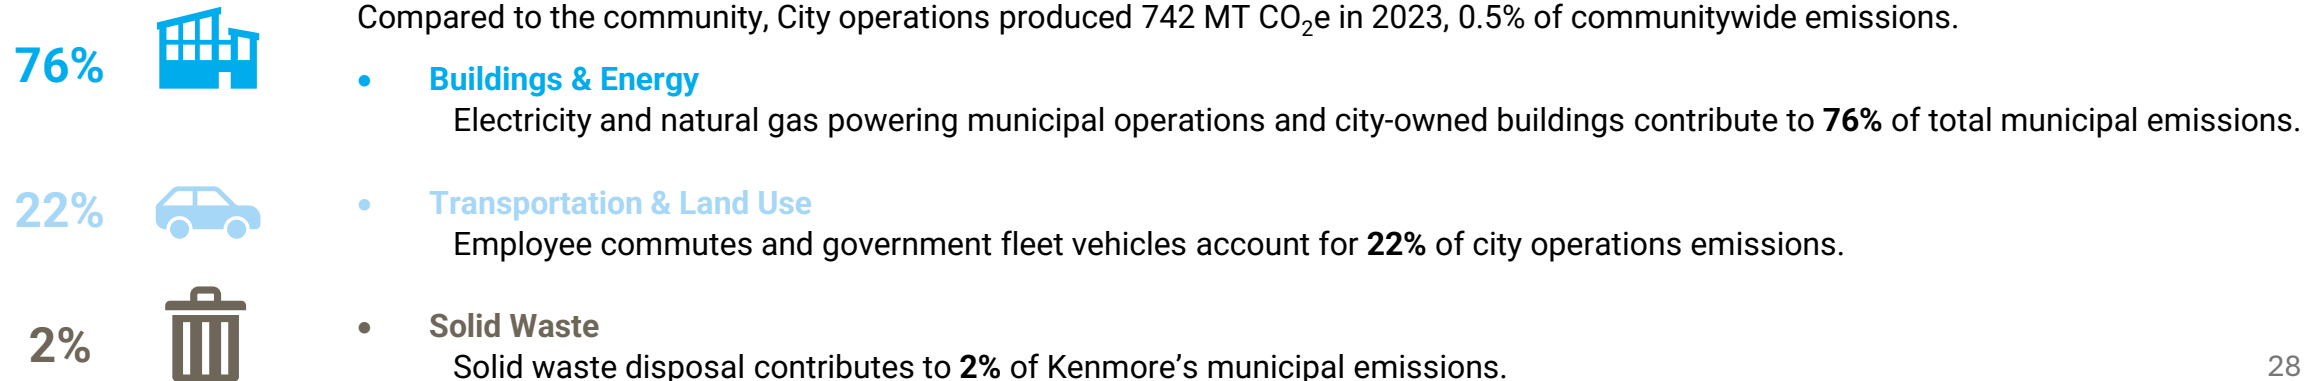 Compared to the community, City operations produced 742 MT CO₂e in 2023, 0.5% of communitywide emissions.
76%
• Buildings & Energy
Electricity and natural gas powering municipal operations and city-owned buildings contribute to 76% of total municipal emissions.
22%
• Transportation & Land Use
Employee commutes and government fleet vehicles account for 22% of city operations emissions.
2%
• Solid Waste
Solid waste disposal contributes to 2% of Kenmore’s municipal emissions.
28